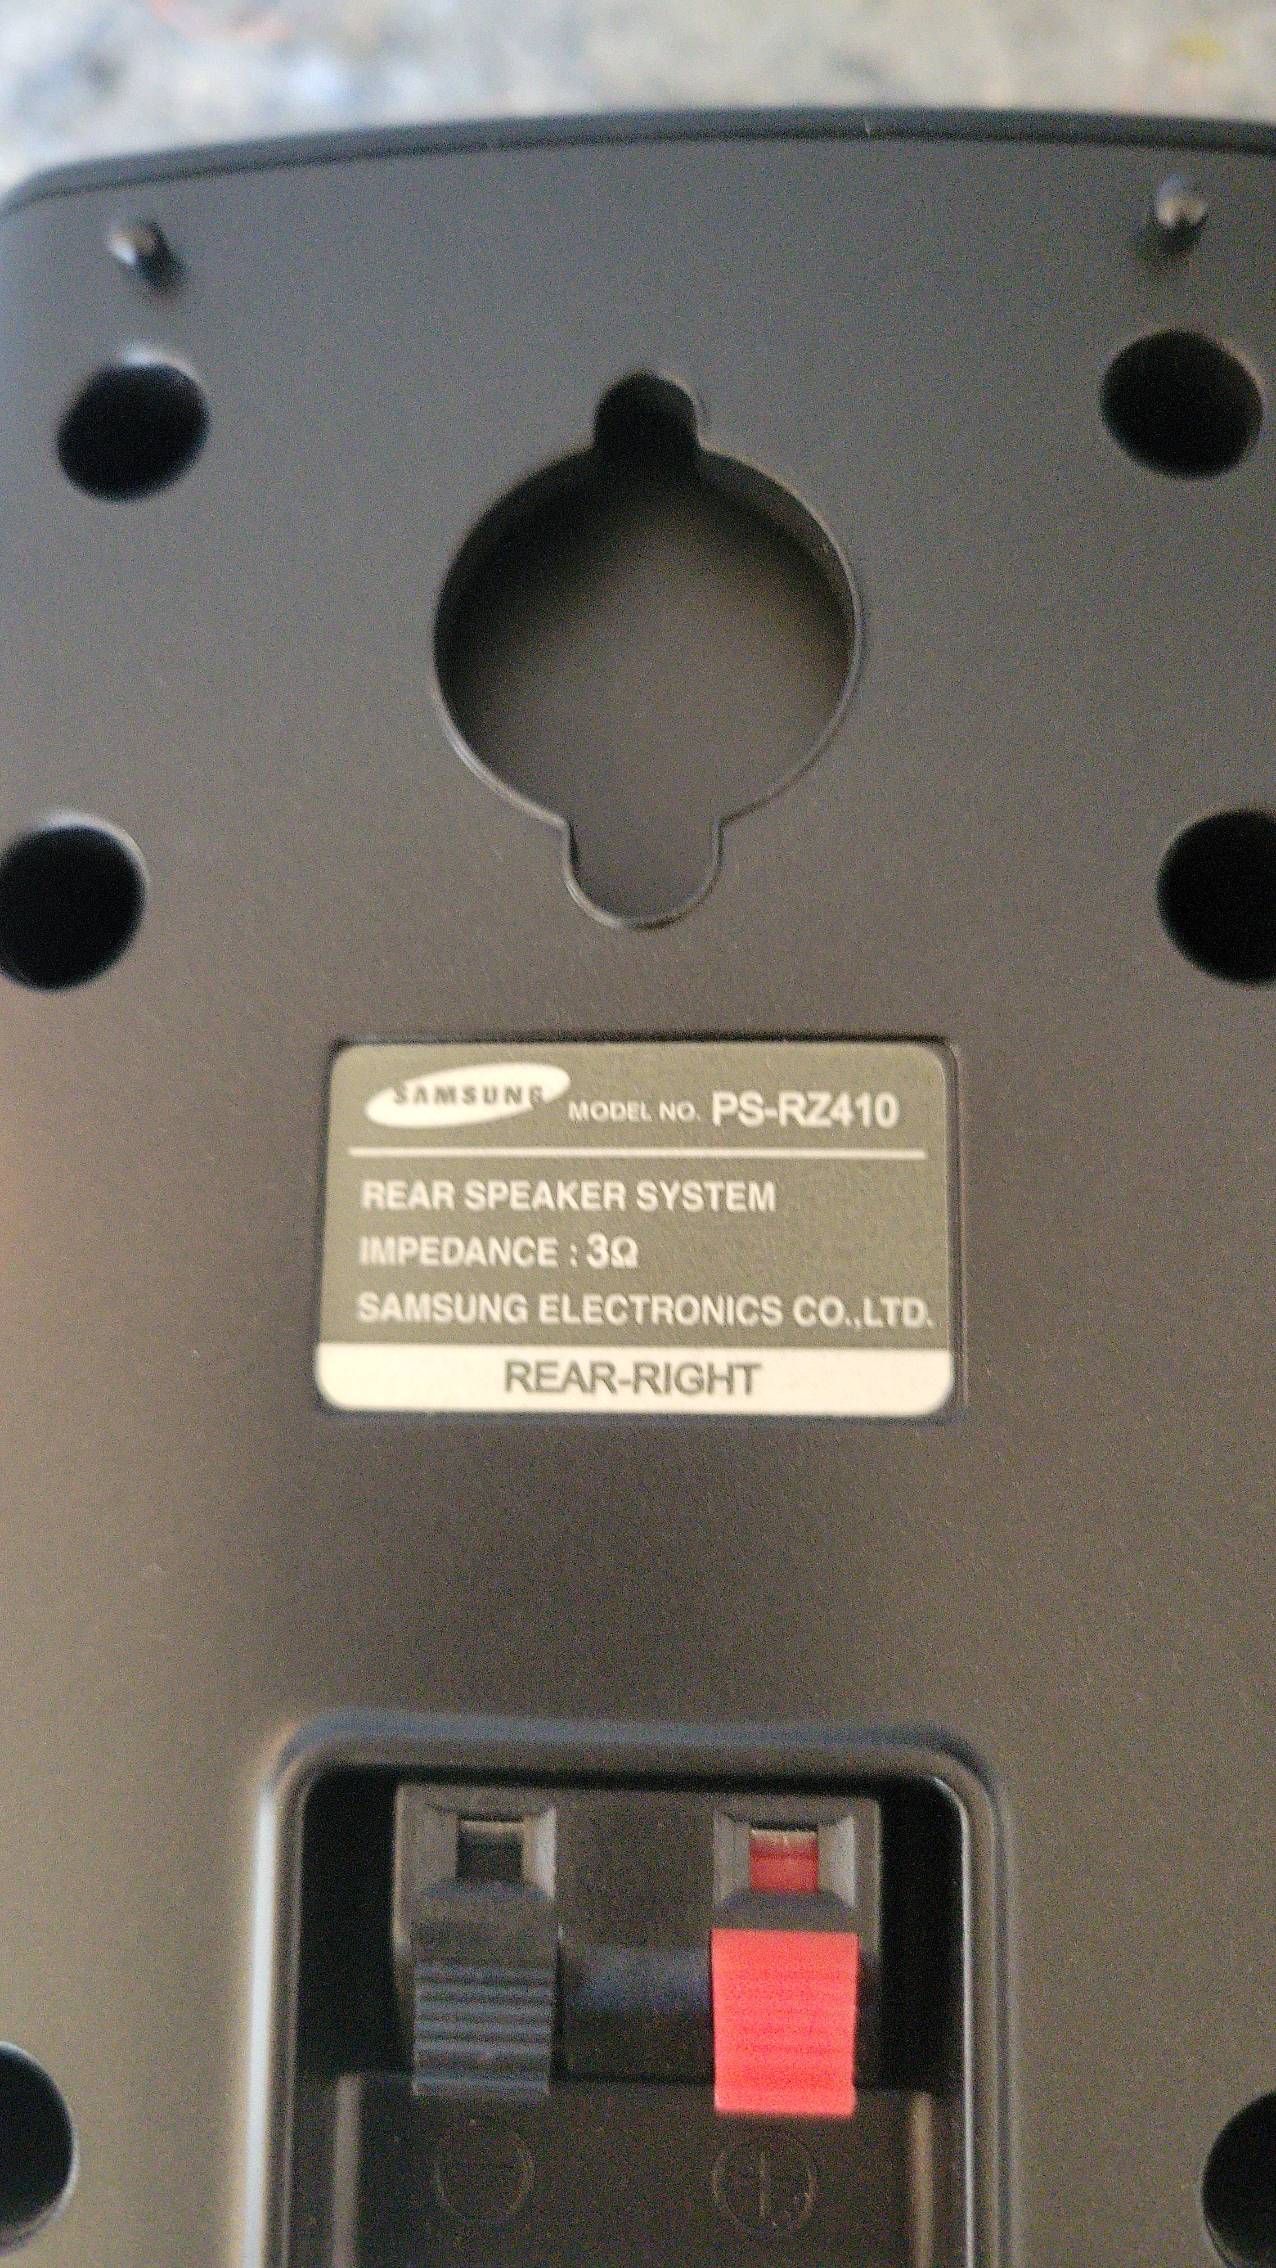 SAMSUNG MODEL NO. PS-RZ410
REAR SPEAKER SYSTEM
IMPEDANCE : 3Ω
SAMSUNG ELECTRONICS CO.,LTD.
REAR-RIGHT
- +